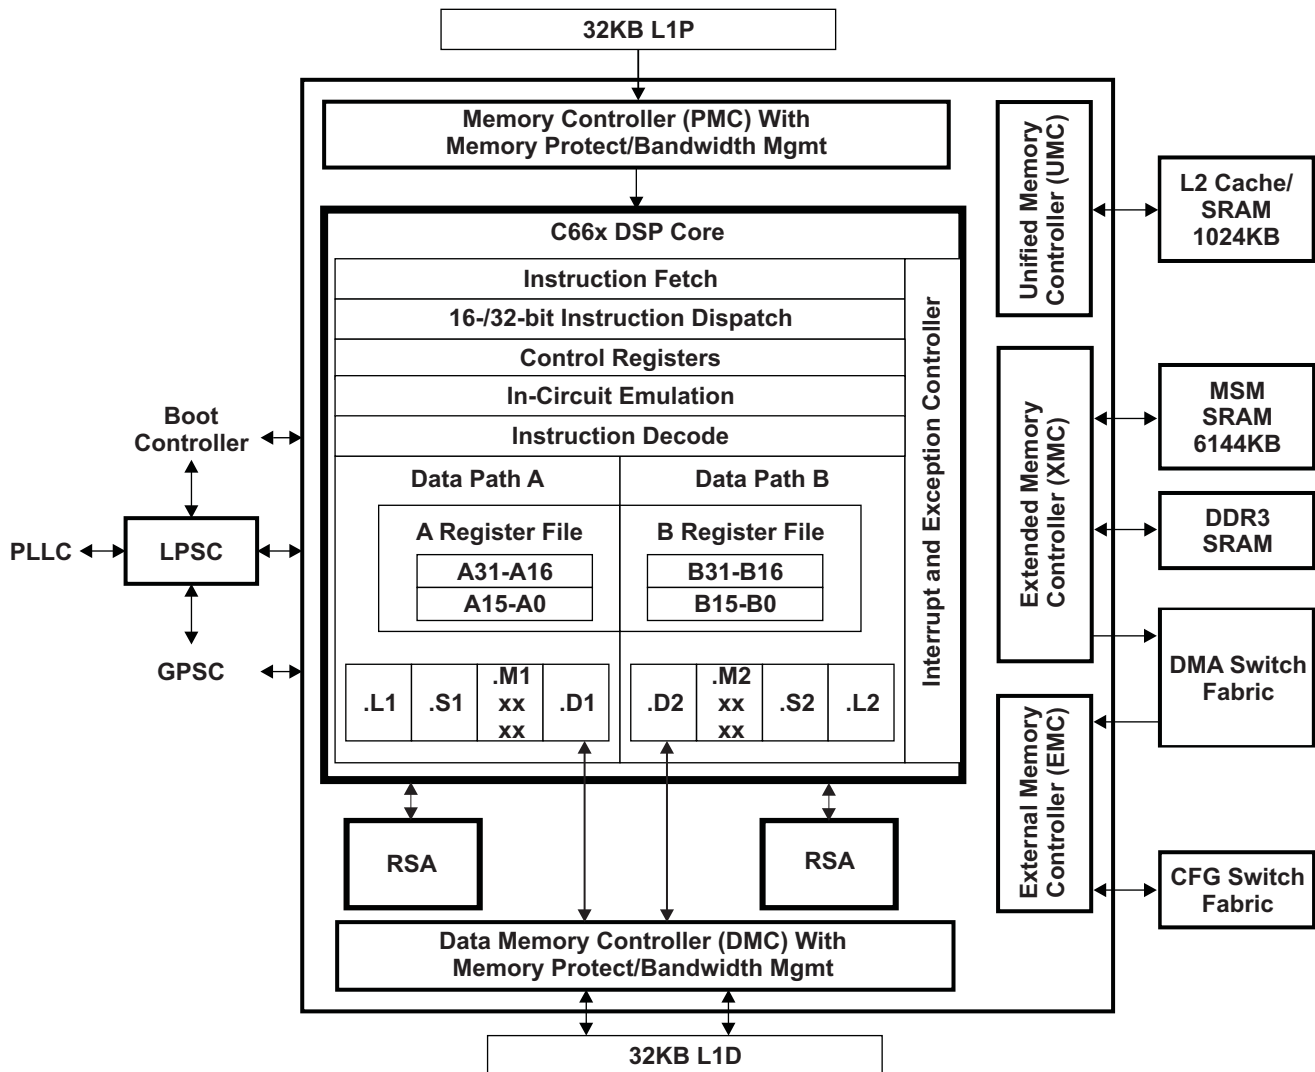 32KB L1P
Memory Controller (PMC) With
Memory Protect/Bandwidth Mgmt
C66x DSP Core
Instruction Fetch
16-/32-bit Instruction Dispatch
Control Registers
In-Circuit Emulation
Instruction Decode
Data Path A
Data Path B
A Register File
B Register File
A31-A16
A15-A0
B31-B16
B15-B0
.L1
.S1
.M1
xx
xx
.D1
.D2
.M2
xx
xx
.S2
.L2
Interrupt and Exception Controller
RSA
RSA
Data Memory Controller (DMC) With
Memory Protect/Bandwidth Mgmt
32KB L1D
Boot
Controller
PLLC
LPSC
GPSC
Unified Memory
Controller (UMC)
Extended Memory
Controller (XMC)
External Memory
Controller (EMC)
L2 Cache/
SRAM
1024KB
MSM
SRAM
6144KB
DDR3
SRAM
DMA Switch
Fabric
CFG Switch
Fabric